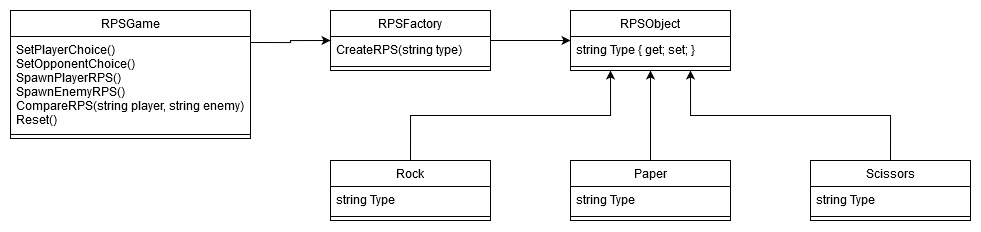 RPSGame
SetPlayerChoice()
SetOpponentChoice()
SpawnPlayerRPS()
SpawnEnemyRPS()
CompareRPS(string player, string enemy)
Reset()
RPSFactory
CreateRPS(string type)
RPSObject
string Type { get; set; }
Rock
string Type
Paper
string Type
Scissors
string Type